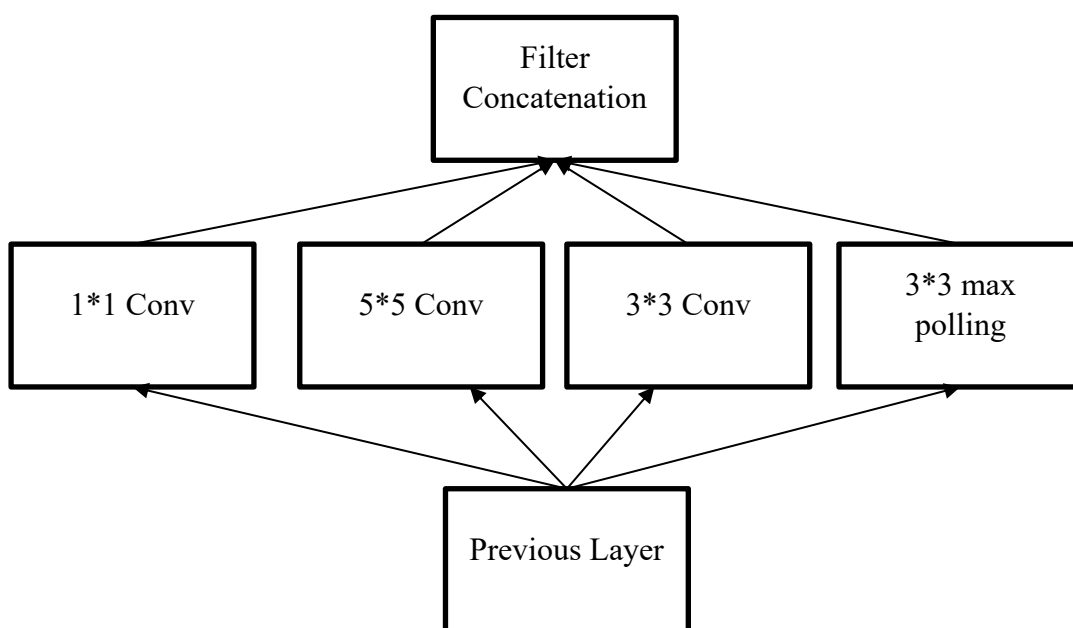 Filter
Concatenation
1*1 Conv
5*5 Conv
3*3 Conv
3*3 max
polling
Previous Layer